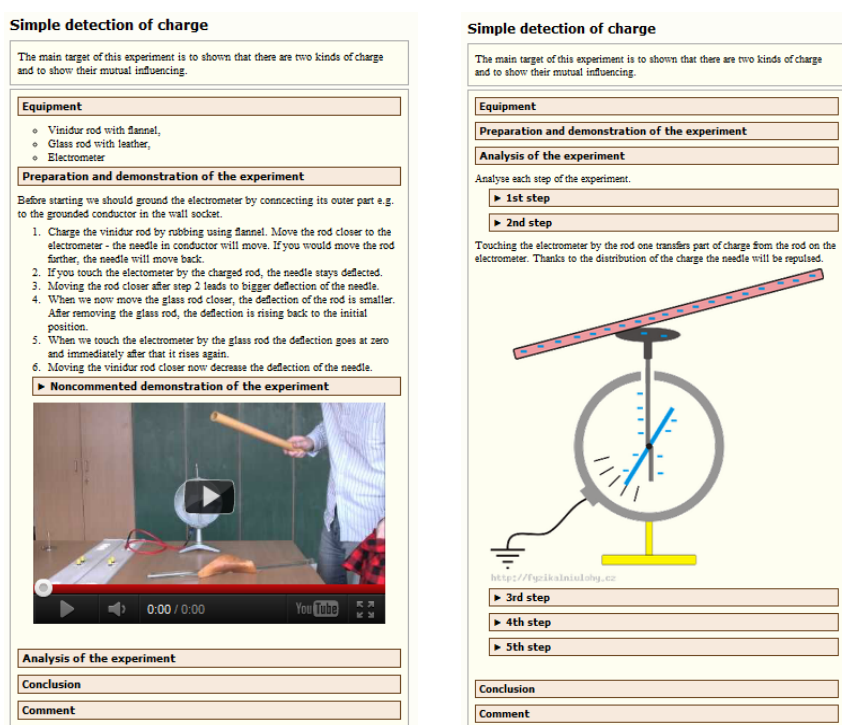 Simple detection of charge
The main target of this experiment is to shown that there are two kinds of charge
and to show their mutual influencing.
Equipment
Vinidur rod with flannel,
Glass rod with leather,
Electrometer
Preparation and demonstration of the experiment
Before starting we should ground the electrometer by conncecting its outer part e.g.
to the grounded conductor in the wall socket.
1. Charge the vinidur rod by rubbing using flannel. Move the rod closer to the
electrometer - the needle in conductor will move. If you would move the rod
further, the needle will move back.
2. If you touch the electometer by the charged rod, the needle stays deflected.
3. Moving the rod closer after step 2 leads to bigger deflection of the needle.
4. When we now move the glass rod closer, the deflection of the rod is smaller.
After removing the glass rod, the deflection is rising back to the initial
position.
5. When we touch the electrometer by the glass rod the deflection goes at zero
and immediately after that it rises again.
6. Moving the vinidur rod closer now decrease the deflection of the needle.
► Noncommented demonstration of the experiment
0:00 / 0:00
YouTube
Analysis of the experiment
Conclusion
Comment
Simple detection of charge
The main target of this experiment is to shown that there are two kinds of charge
and to show their mutual influencing.
Equipment
Preparation and demonstration of the experiment
Analysis of the experiment
Analyse each step of the experiment.
► 1st step
► 2nd step
Touching the electrometer by the rod one transfers part of charge from the rod on the
electrometer. Thanks to the distribution of the charge the needle will be repulsed.
http://fyzikalniulohy.cz
► 3rd step
► 4th step
► 5th step
Conclusion
Comment